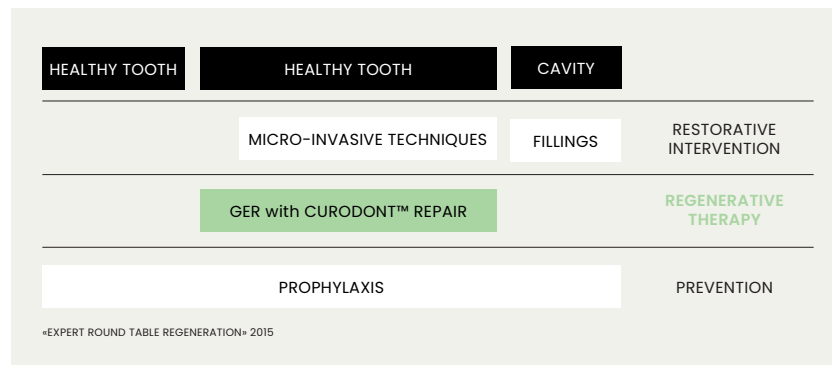 HEALTHY TOOTH
HEALTHY TOOTH
CAVITY
MICRO-INVASIVE TECHNIQUES
FILLINGS
RESTORATIVE
INTERVENTION
GER with CURODONT™ REPAIR
REGENERATIVE
THERAPY
PROPHYLAXIS
PREVENTION
«EXPERT ROUND TABLE REGENERATION» 2015